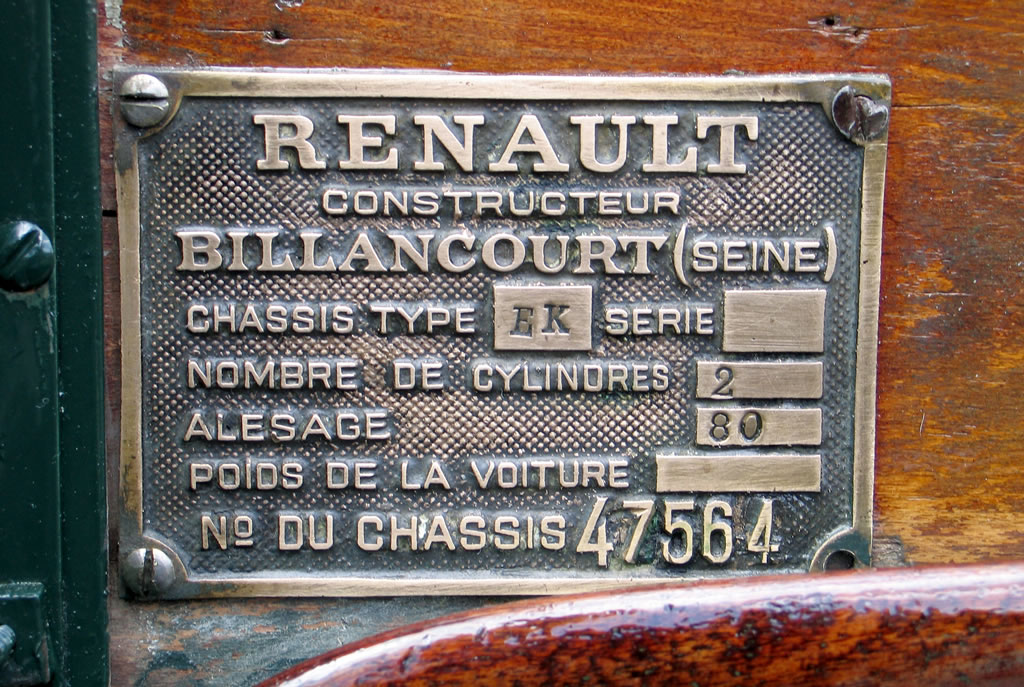 RENAULT
CONSTRUCTEUR
BILLANCOURT (SEINE)
CHASSIS TYPE EK SERIE
NOMBRE DE CYLINDRES 2
ALESAGE 80
POIDS DE LA VOITURE
Nº DU CHASSIS 47564